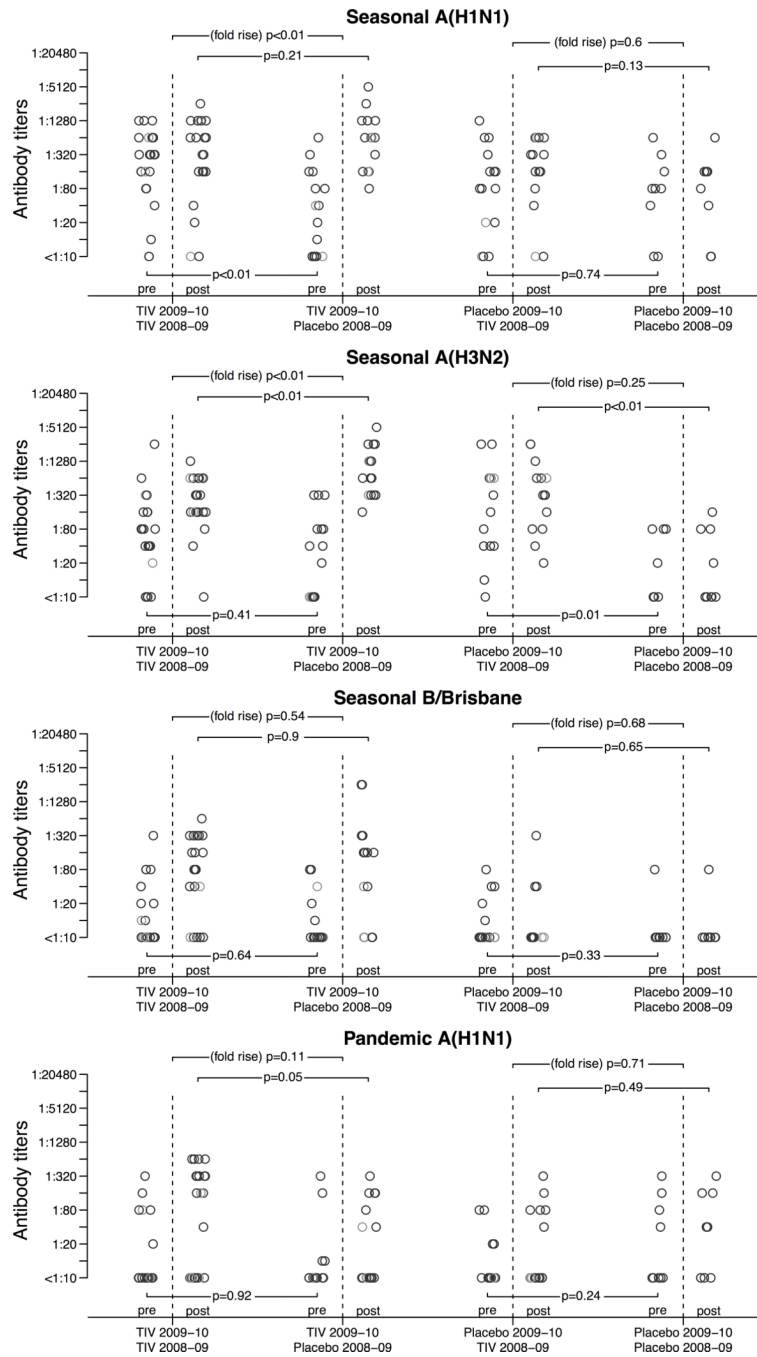 Seasonal A(H1N1)
(fold rise) p<0.01
(fold rise) p=0.6
p=0.21
p=0.13
Antibody titers
1:20480
1:5120
1:1280
1:320
1:80
1:20
<1:10
p<0.01
p=0.74
pre post pre post pre post pre post
TIV 2009−10 TIV 2009−10 Placebo 2009−10 Placebo 2009−10
TIV 2008−09 Placebo 2008−09 TIV 2008−09 Placebo 2008−09
Seasonal A(H3N2)
(fold rise) p<0.01
(fold rise) p=0.25
p<0.01
p<0.01
Antibody titers
1:20480
1:5120
1:1280
1:320
1:80
1:20
<1:10
p=0.41
p=0.01
pre post pre post pre post pre post
TIV 2009−10 TIV 2009−10 Placebo 2009−10 Placebo 2009−10
TIV 2008−09 Placebo 2008−09 TIV 2008−09 Placebo 2008−09
Seasonal B/Brisbane
(fold rise) p=0.54
(fold rise) p=0.68
p=0.9
p=0.65
Antibody titers
1:20480
1:5120
1:1280
1:320
1:80
1:20
<1:10
p=0.64
p=0.33
pre post pre post pre post pre post
TIV 2009−10 TIV 2009−10 Placebo 2009−10 Placebo 2009−10
TIV 2008−09 Placebo 2008−09 TIV 2008−09 Placebo 2008−09
Pandemic A(H1N1)
(fold rise) p=0.11
(fold rise) p=0.71
p=0.05
p=0.49
Antibody titers
1:20480
1:5120
1:1280
1:320
1:80
1:20
<1:10
p=0.92
p=0.24
pre post pre post pre post pre post
TIV 2009−10 TIV 2009−10 Placebo 2009−10 Placebo 2009−10
TIV 2008−09 Placebo 2008−09 TIV 2008−09 Placebo 2008−09